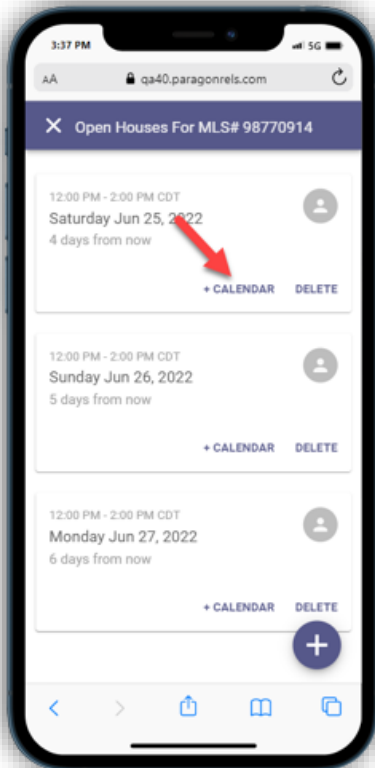 3:37 PM
5G
AA
qa40.paragonrels.com
Open Houses For MLS# 98770914
12:00 PM - 2:00 PM CDT
Saturday Jun 25, 2022
4 days from now
+ CALENDAR DELETE
12:00 PM - 2:00 PM CDT
Sunday Jun 26, 2022
5 days from now
+ CALENDAR DELETE
12:00 PM - 2:00 PM CDT
Monday Jun 27, 2022
6 days from now
+ CALENDAR DELETE
+